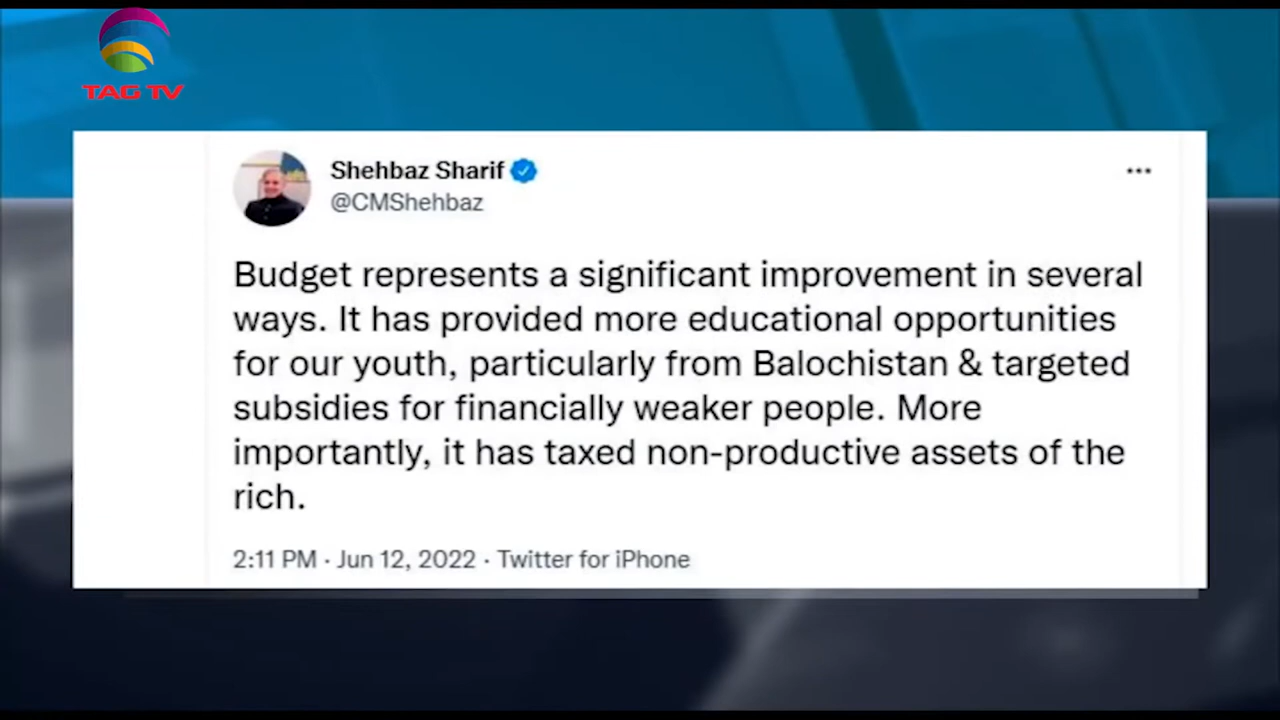 TAG TV
Shehbaz Sharif
@CMShehbaz
Budget represents a significant improvement in several
ways. It has provided more educational opportunities
for our youth, particularly from Balochistan & targeted
subsidies for financially weaker people. More
importantly, it has taxed non-productive assets of the
rich.
2:11 PM · Jun 12, 2022 · Twitter for iPhone